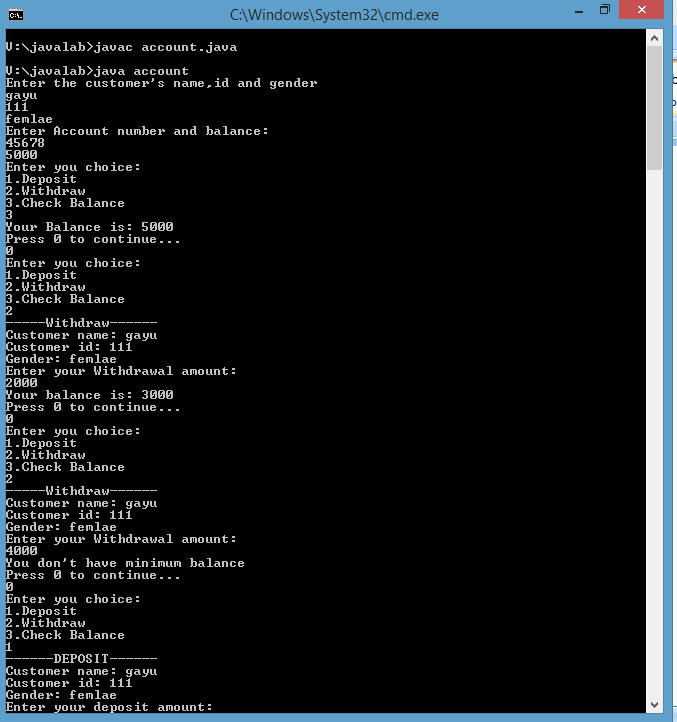 C:\Windows\System32\cmd.exe
V:\javalab>javac account.java
V:\javalab>java account
Enter the customer's name,id and gender
gayu
111
femlae
Enter Account number and balance:
45678
5000
Enter you choice:
1.Deposit
2.Withdraw
3.Check Balance
3
Your Balance is: 5000
Press 0 to continue...
0
Enter you choice:
1.Deposit
2.Withdraw
3.Check Balance
2
-----Withdraw------
Customer name: gayu
Customer id: 111
Gender: femlae
Enter your Withdrawal amount:
2000
Your balance is: 3000
Press 0 to continue...
0
Enter you choice:
1.Deposit
2.Withdraw
3.Check Balance
2
-----Withdraw------
Customer name: gayu
Customer id: 111
Gender: femlae
Enter your Withdrawal amount:
4000
You don't have minimum balance
Press 0 to continue...
0
Enter you choice:
1.Deposit
2.Withdraw
3.Check Balance
1
------DEPOSIT------
Customer name: gayu
Customer id: 111
Gender: femlae
Enter your deposit amount: